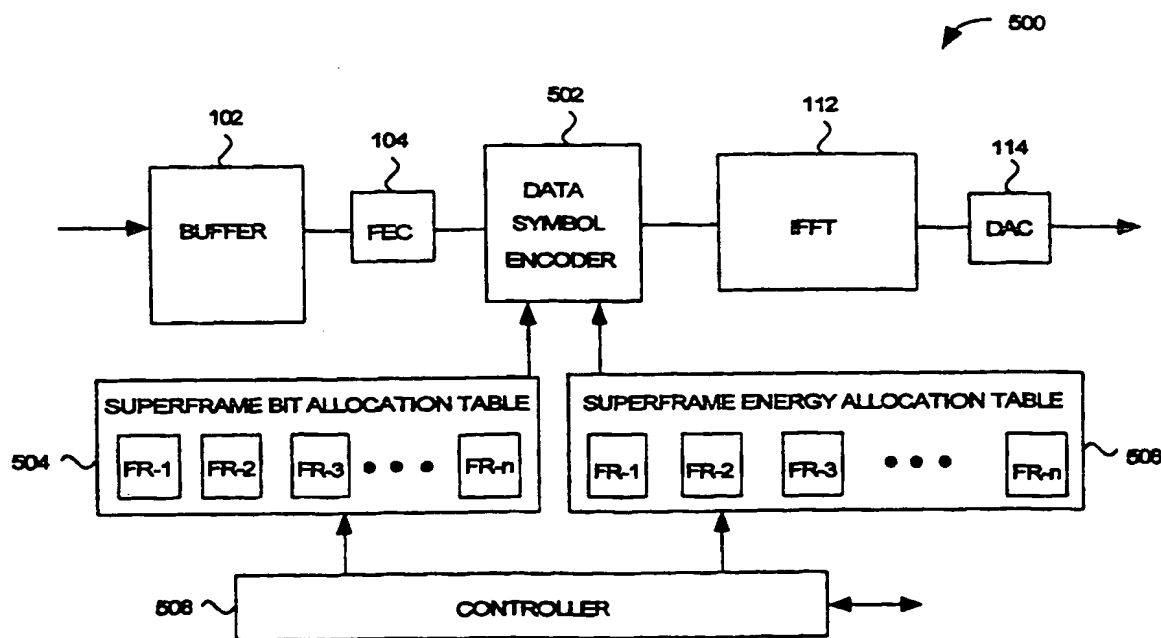 500
502
112
102
104
114
BUFFER
FEC
DATA
SYMBOL
ENCODER
IFFT
DAC
SUPERFRAME BIT ALLOCATION TABLE
SUPERFRAME ENERGY ALLOCATION TABLE
504
FR-1 FR-2 FR-3 • • • FR-n
FR-1 FR-2 FR-3 • • • FR-n
508
508
CONTROLLER